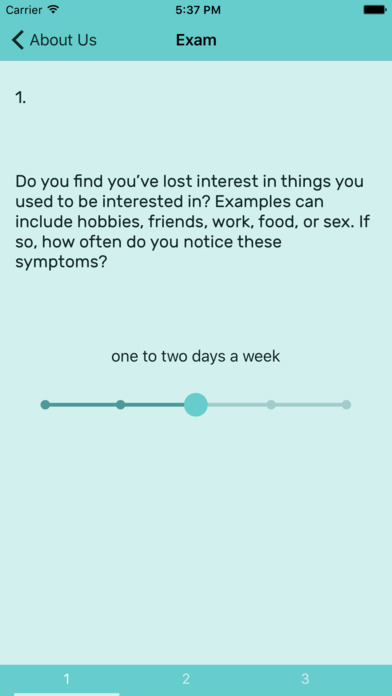 Carrier 5:37 PM
About Us Exam
1.
Do you find you’ve lost interest in things you
used to be interested in? Examples can
include hobbies, friends, work, food, or sex. If
so, how often do you notice these
symptoms?
one to two days a week
1 2 3